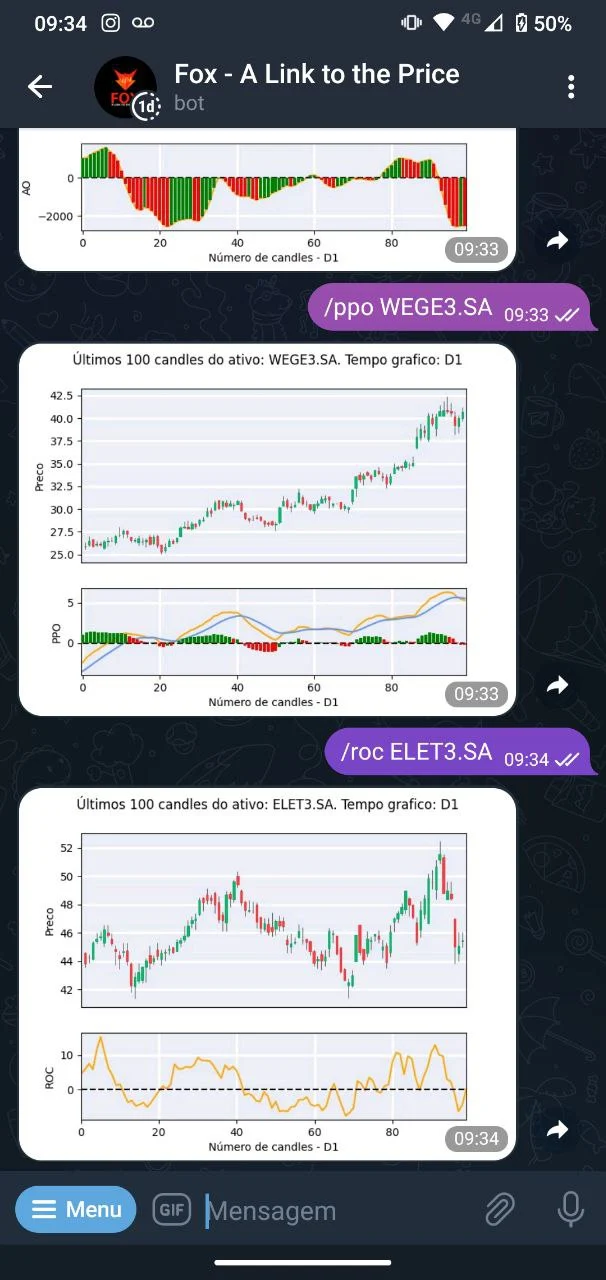 09:34 4G 50%
Fox - A Link to the Price
FOX 1d
bot
AO
0
−2000
0 20 40 60 80
Número de candles - D1
09:33
/ppo WEGE3.SA 09:33
Últimos 100 candles do ativo: WEGE3.SA. Tempo grafico: D1
Preco
42.5
40.0
37.5
35.0
32.5
30.0
27.5
25.0
PPO
5
0
0 20 40 60 80
Número de candles - D1
09:33
/roc ELET3.SA 09:34
Últimos 100 candles do ativo: ELET3.SA. Tempo grafico: D1
Preco
52
50
48
46
44
42
ROC
10
0
0 20 40 60 80
Número de candles - D1
09:34
Menu GIF Mensagem